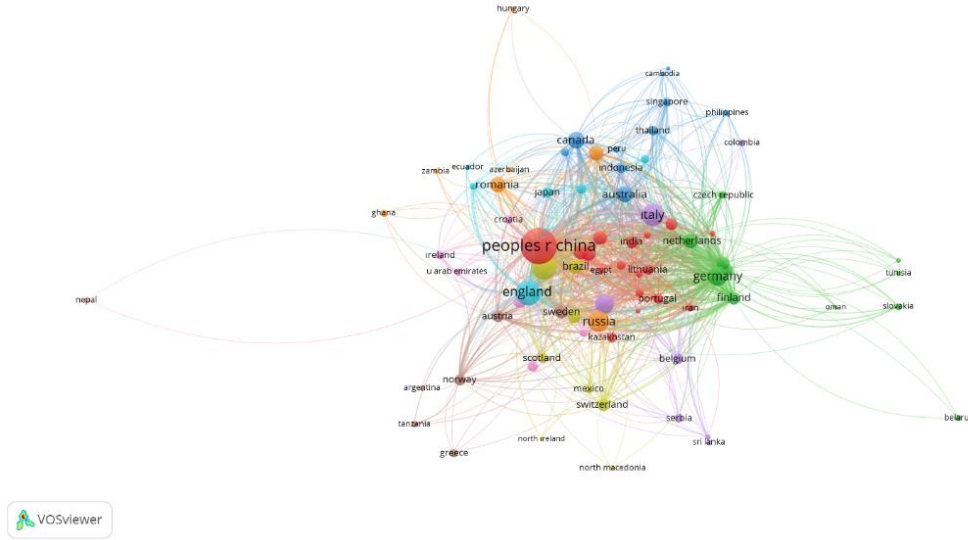 hungary
cambodia
singapore
philippines
thailand
canada
colombia
peru
ecuador
azerbaijan
indonesia
zambia
romania
japan
australia
czech republic
ghana
croatia
italy
peoples r china
india
netherlands
ireland
brazil
egypt
lithuania
u arab emirates
germany
tunisia
england
portugal
finland
nepal
iran
oman
slovakia
austria
sweden
russia
kazakhstan
scotland
belgium
norway
argentina
mexico
switzerland
tanzania
serbia
belaru
north ireland
sri lanka
greece
north macedonia
VOSviewer